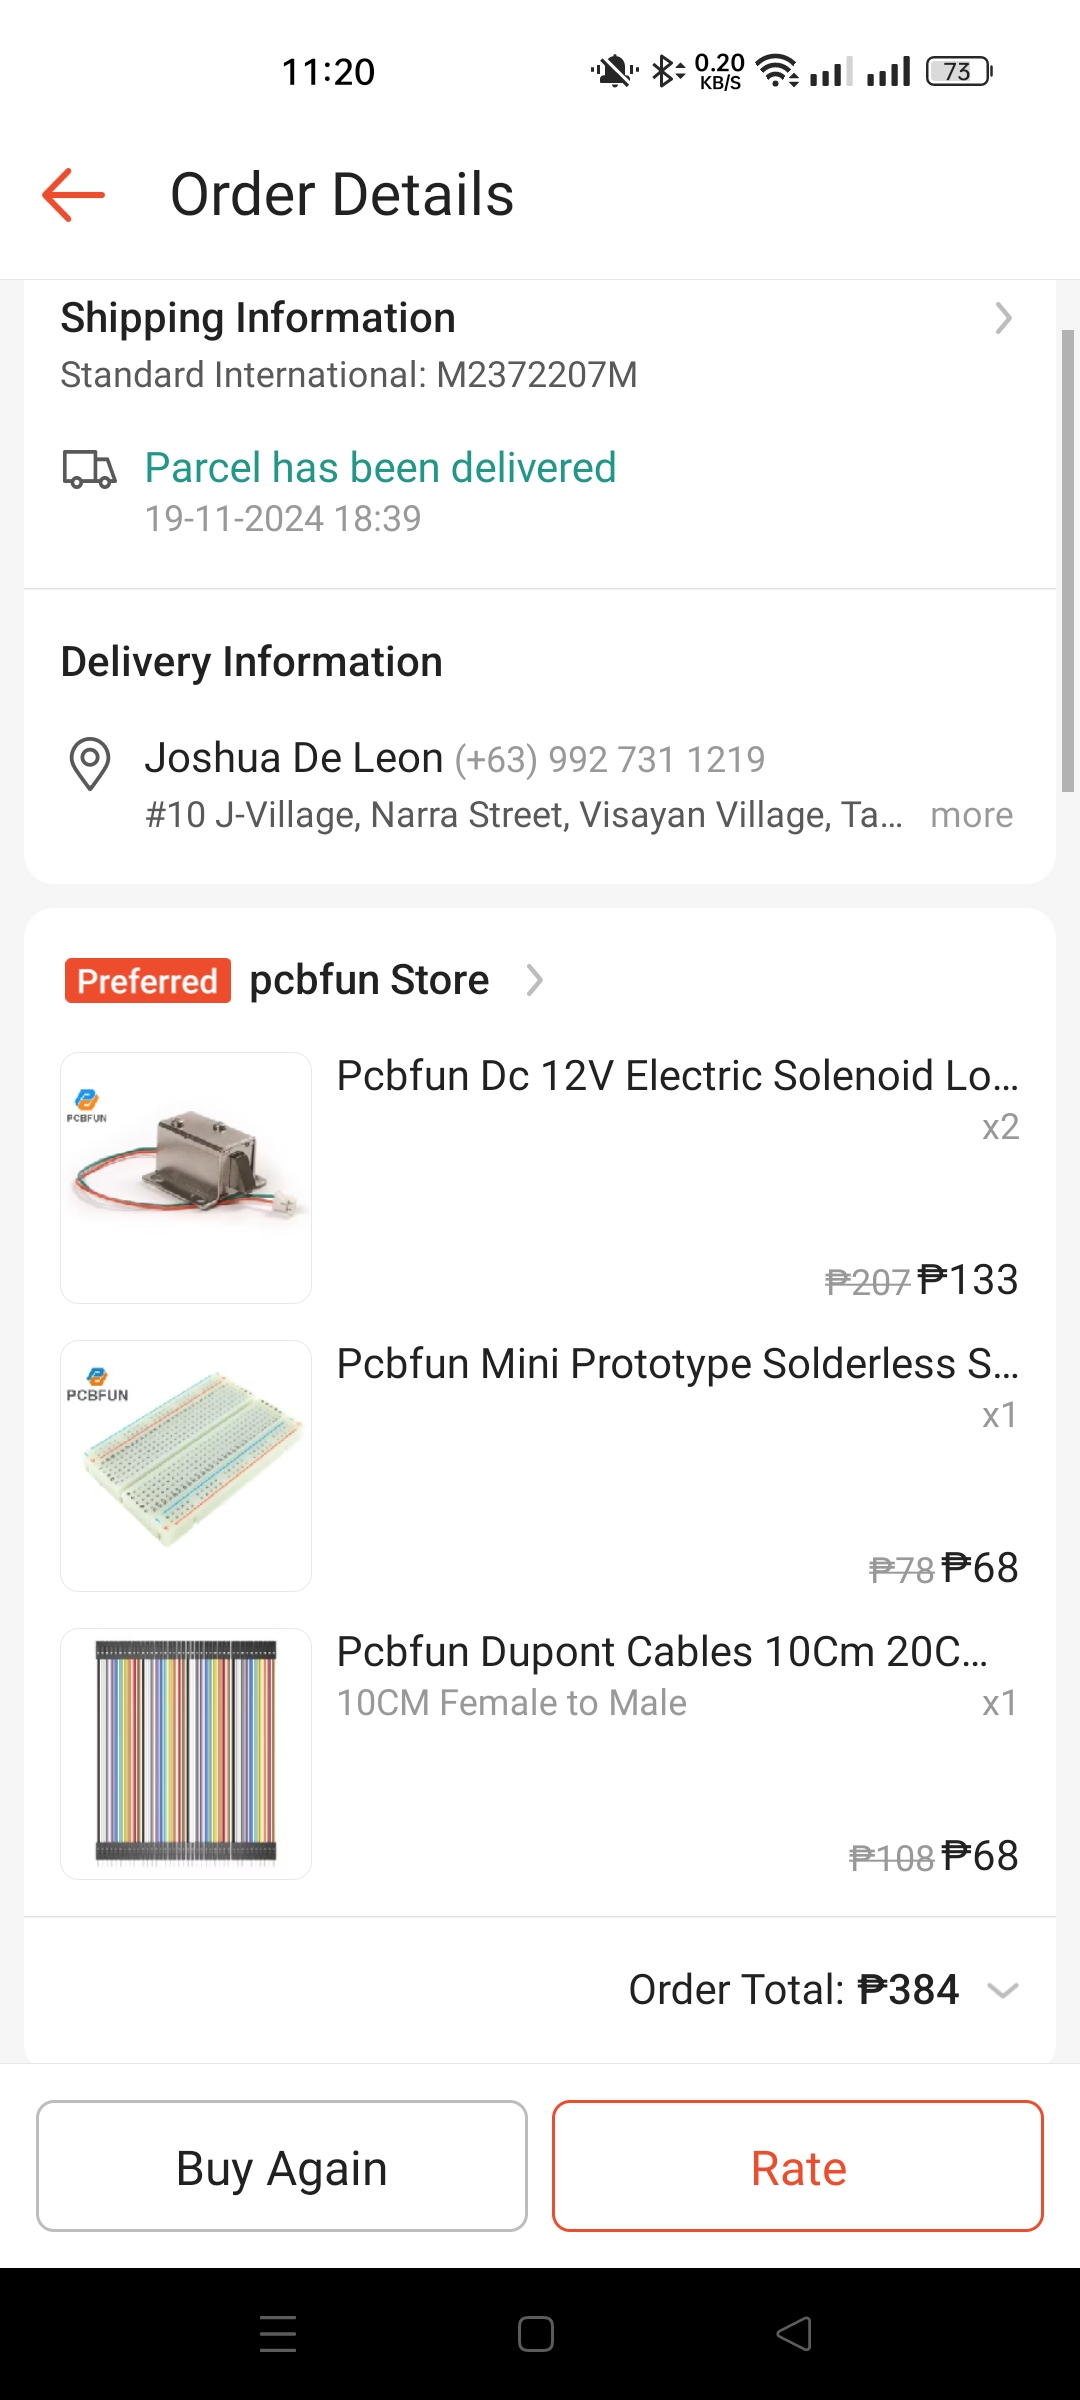 11:20
0.20
KB/S
73
Order Details
Shipping Information
Standard International: M2372207M
Parcel has been delivered
19-11-2024 18:39
Delivery Information
Joshua De Leon (+63) 992 731 1219
#10 J-Village, Narra Street, Visayan Village, Ta... more
Preferred pcbfun Store
PCBFUN
Pcbfun Dc 12V Electric Solenoid Lo...
x2
₱207 ₱133
PCBFUN
Pcbfun Mini Prototype Solderless S...
x1
₱78 ₱68
Pcbfun Dupont Cables 10Cm 20C...
10CM Female to Male x1
₱108 ₱68
Order Total: ₱384
Buy Again
Rate